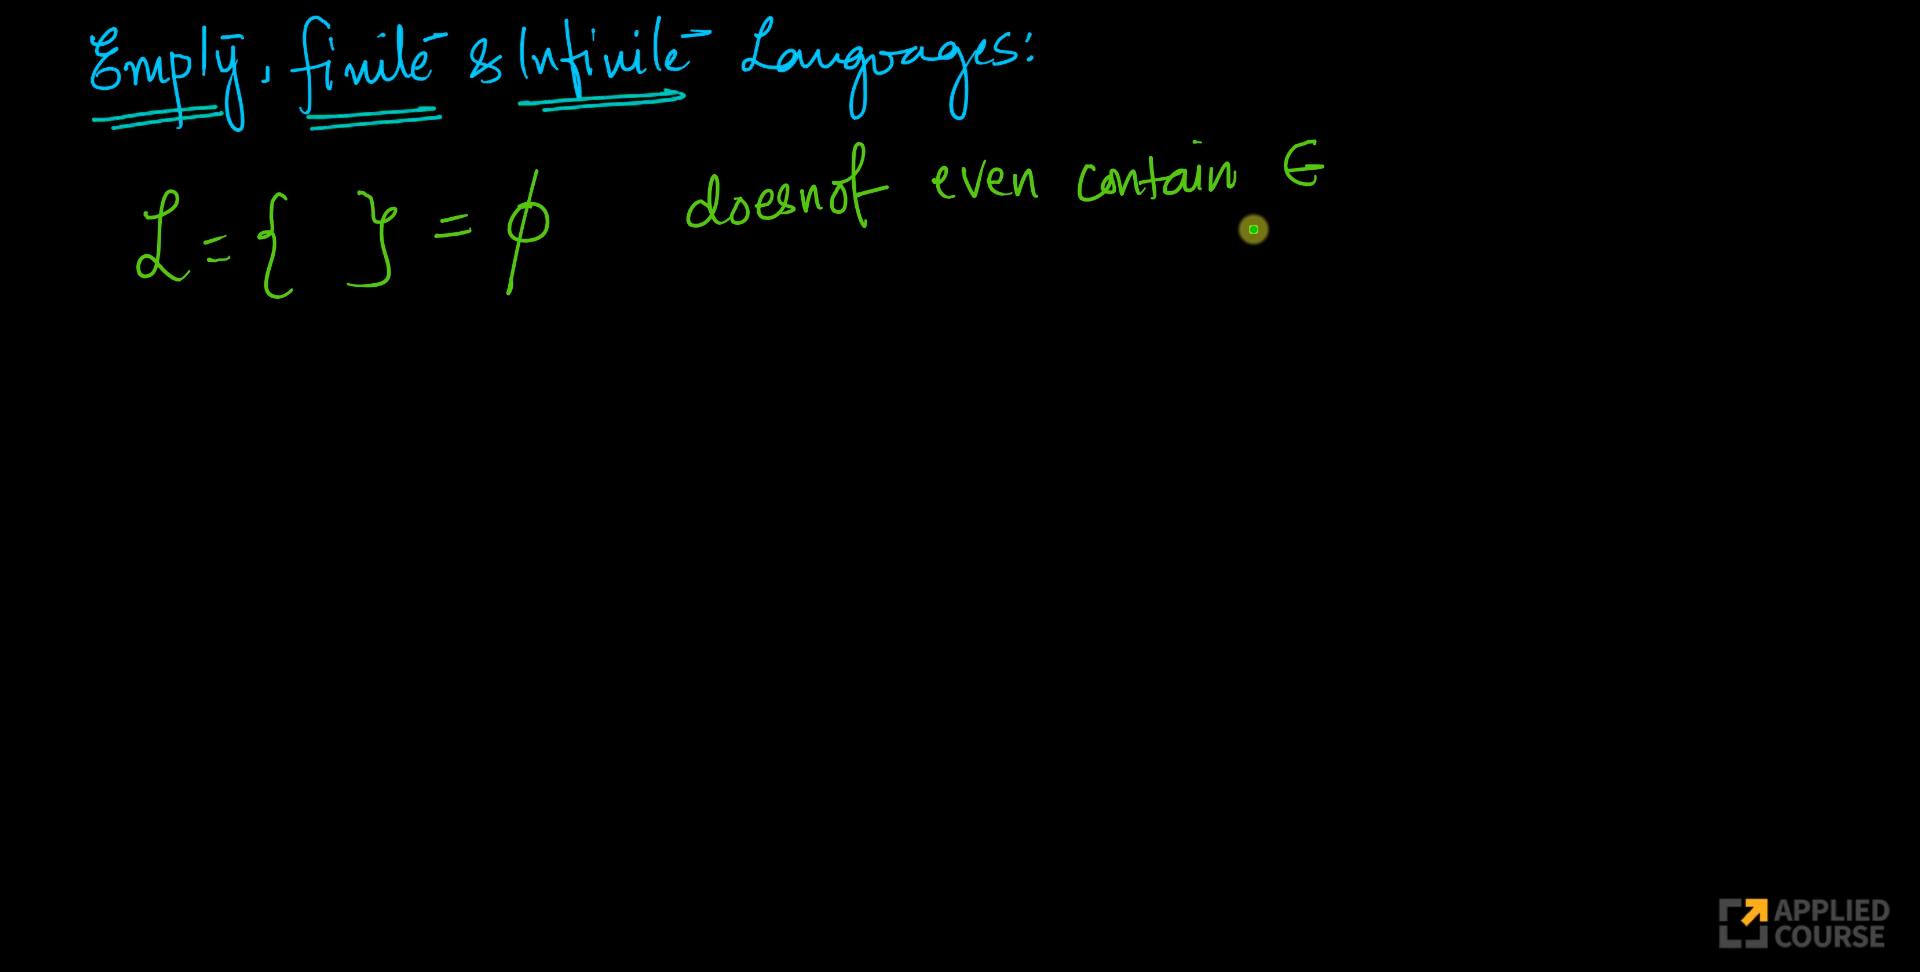 Empty, finite & Infinite Languages:
L = { } = ϕ doesnot even contain ∈
APPLIED
COURSE